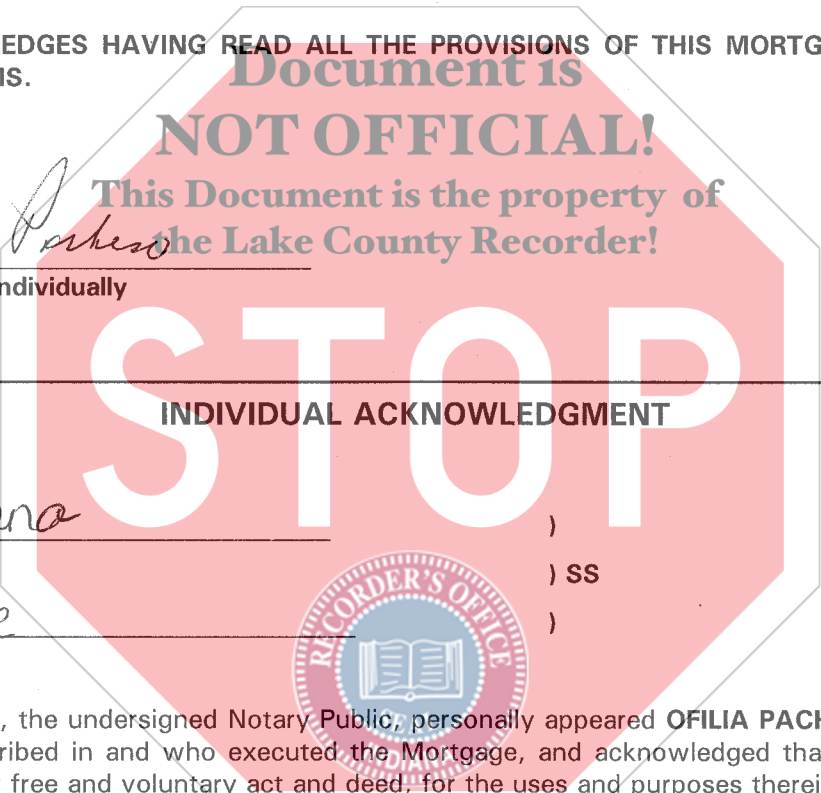 EDGES HAVING READ ALL THE PROVISIONS OF THIS MORTG
IS.
Document is
NOT OFFICIAL!
This Document is the property of
the Lake County Recorder!
ndividually
STOP
INDIVIDUAL ACKNOWLEDGMENT
ana
)
) SS
e
)
RECORDER'S OFFICE
, the undersigned Notary Public, personally appeared OFILIA PACH
ribed in and who executed the Mortgage, and acknowledged tha
free and voluntary act and deed, for the uses and purposes therei